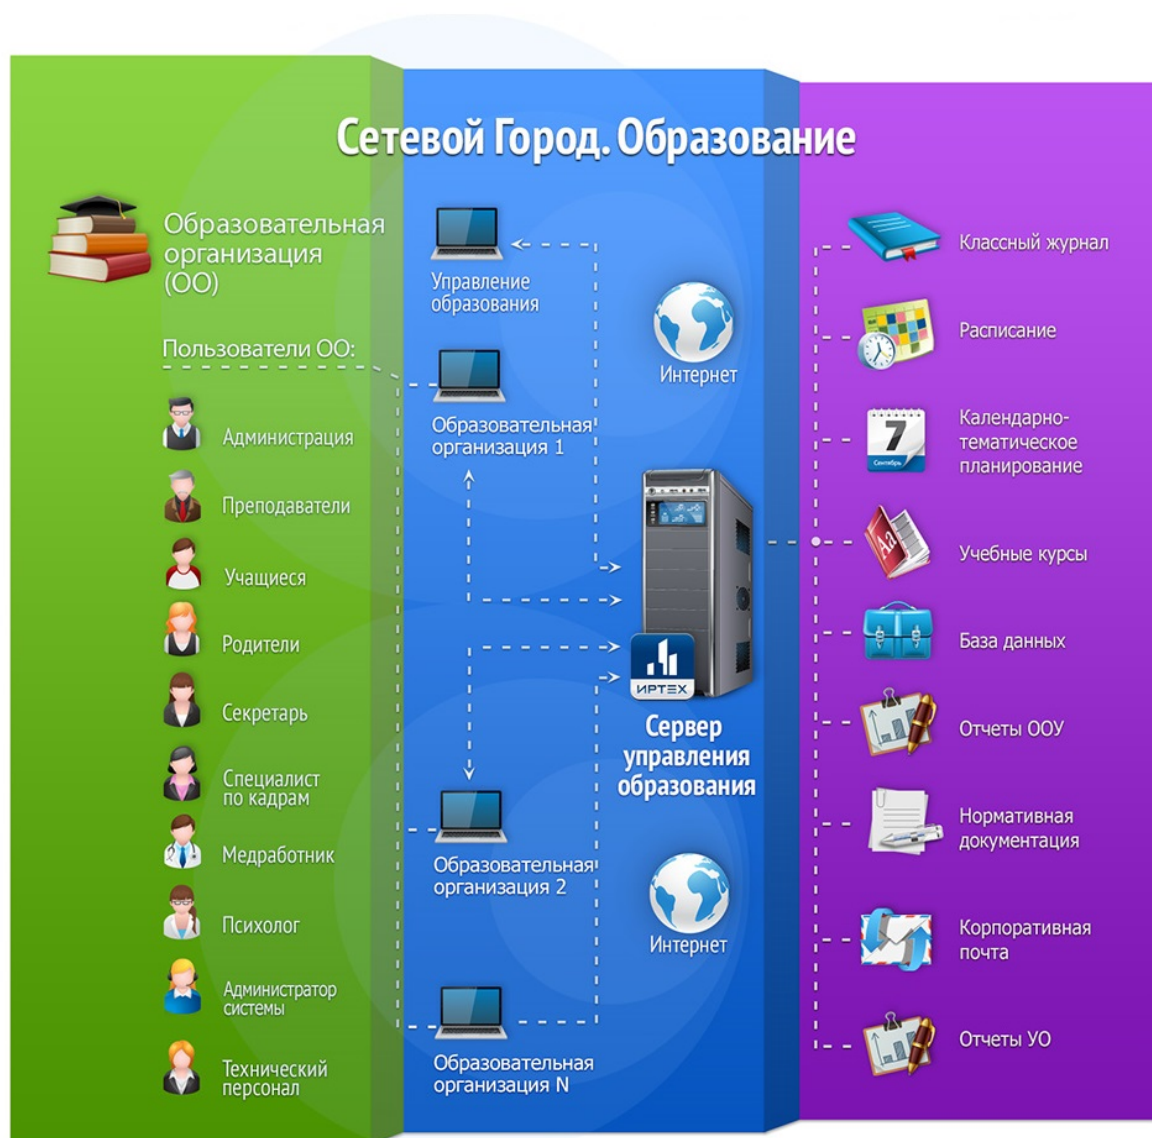 Сетевой Город. Образование
Образовательная
организация
(ОО)
Пользователи ОО:
Администрация
Преподаватели
Учащиеся
Родители
Секретарь
Специалист
по кадрам
Медработник
Психолог
Администратор
системы
Технический
персонал
Управление
образования
Интернет
Образовательная
организация 1
ИРТЕХ
Сервер
управления
образования
Образовательная
организация 2
Интернет
Образовательная
организация N
Классный журнал
Расписание
7
Сентябрь
Календарно-
тематическое
планирование
Aa
Учебные курсы
База данных
Отчеты ООУ
Нормативная
документация
Корпоративная
почта
Отчеты УО